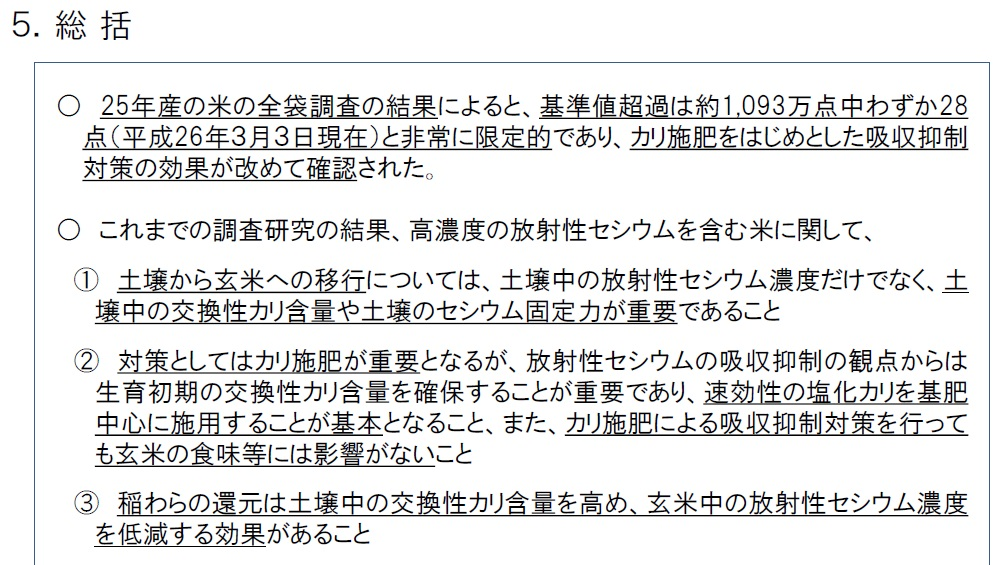 5. 総 括
○ 25年産の米の全袋調査の結果によると、基準値超過は約1,093万点中わずか28
点（平成26年３月３日現在）と非常に限定的であり、カリ施肥をはじめとした吸収抑制
対策の効果が改めて確認された。
○ これまでの調査研究の結果、高濃度の放射性セシウムを含む米に関して、
① 土壌から玄米への移行については、土壌中の放射性セシウム濃度だけでなく、土
壌中の交換性カリ含量や土壌のセシウム固定力が重要であること
② 対策としてはカリ施肥が重要となるが、放射性セシウムの吸収抑制の観点からは
生育初期の交換性カリ含量を確保することが重要であり、速効性の塩化カリを基肥
中心に施用することが基本となること、また、カリ施肥による吸収抑制対策を行って
も玄米の食味等には影響がないこと
③ 稲わらの還元は土壌中の交換性カリ含量を高め、玄米中の放射性セシウム濃度
を低減する効果があること